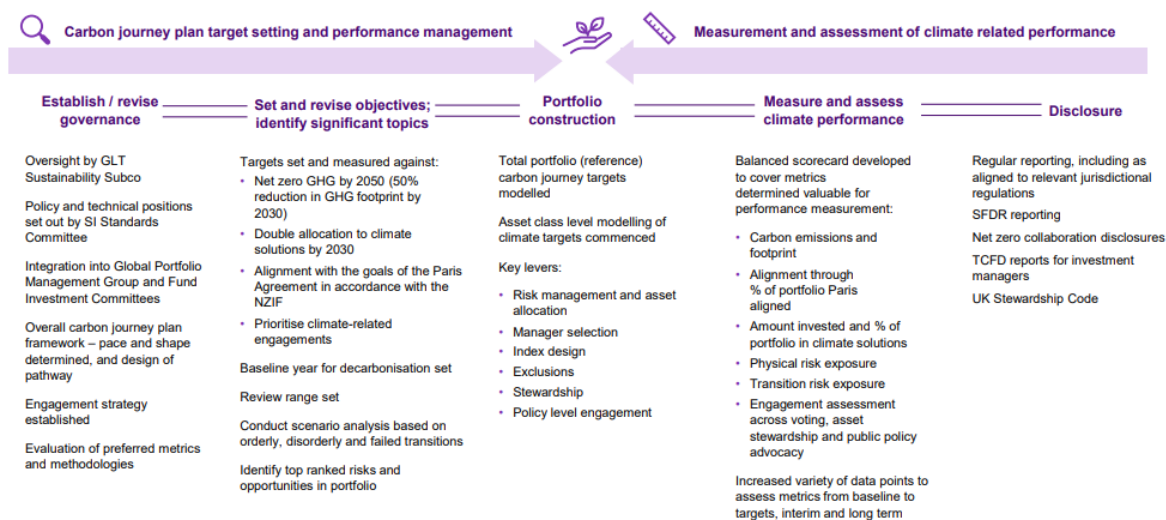 Carbon journey plan target setting and performance management
Measurement and assessment of climate related performance
Establish / revise
governance
Set and revise objectives;
identify significant topics
Portfolio
construction
Measure and assess
climate performance
Disclosure
Oversight by GLT
Sustainability Subco
Policy and technical positions
set out by SI Standards
Committee
Integration into Global Portfolio
Management Group and Fund
Investment Committees
Overall carbon journey plan
framework – pace and shape
determined, and design of
pathway
Engagement strategy
established
Evaluation of preferred metrics
and methodologies
Targets set and measured against:
• Net zero GHG by 2050 (50%
reduction in GHG footprint by
2030)
• Double allocation to climate
solutions by 2030
• Alignment with the goals of the Paris
Agreement in accordance with the
NZIF
• Prioritise climate-related
engagements
Baseline year for decarbonisation set
Review range set
Conduct scenario analysis based on
orderly, disorderly and failed transitions
Identify top ranked risks and
opportunities in portfolio
Total portfolio (reference)
carbon journey targets
modelled
Asset class level modelling of
climate targets commenced
Key levers:
• Risk management and asset
allocation
• Manager selection
• Index design
• Exclusions
• Stewardship
• Policy level engagement
Balanced scorecard developed
to cover metrics
determined valuable for
performance measurement:
• Carbon emissions and
footprint
• Alignment through
% of portfolio Paris
aligned
• Amount invested and % of
portfolio in climate solutions
• Physical risk exposure
• Transition risk exposure
• Engagement assessment
across voting, asset
stewardship and public policy
advocacy
Increased variety of data points to
assess metrics from baseline to
targets, interim and long term
Regular reporting, including as
aligned to relevant jurisdictional
regulations
SFDR reporting
Net zero collaboration disclosures
TCFD reports for investment
managers
UK Stewardship Code